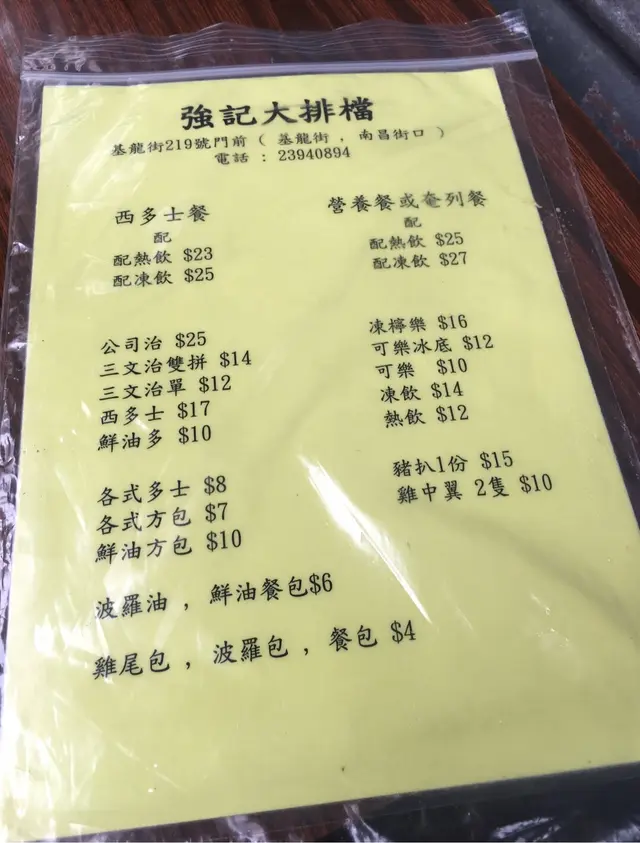 強記大排檔
基龍街219號門前 ( 基龍街 , 南昌街口 )
電話 : 23940894
西多士餐
配
配熱飲 $23
配凍飲 $25
營養餐或奄列餐
配
配熱飲 $25
配凍飲 $27
公司治 $25
三文治雙拼 $14
三文治單 $12
西多士 $17
鮮油多 $10
凍檸樂 $16
可樂冰底 $12
可樂 $10
凍飲 $14
熱飲 $12
各式多士 $8
各式方包 $7
鮮油方包 $10
豬扒1份 $15
雞中翼 2隻 $10
波羅油 , 鮮油餐包$6
雞尾包 , 波羅包 , 餐包 $4